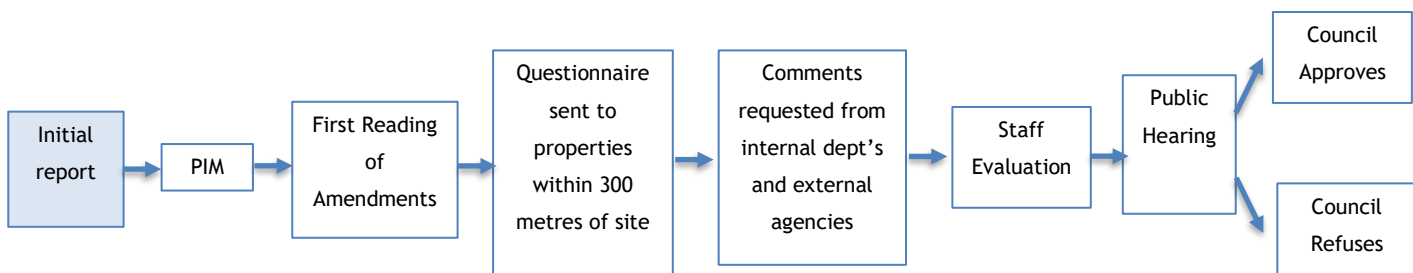 Initial
report
PIM
First Reading
of
Amendments
Questionnaire
sent to
properties
within 300
metres of site
Comments
requested from
internal dept’s
and external
agencies
Staff
Evaluation
Public
Hearing
Council
Approves
Council
Refuses